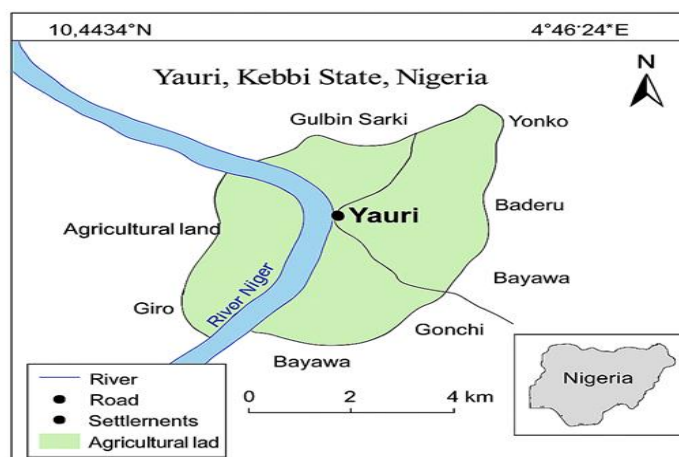 10,4434°N 4°46·24*E
Yauri, Kebbi State, Nigeria
N
Gulbin Sarki
Yonko
Baderu
Yauri
Agricultural land
Bayawa
River Niger
Giro
Gonchi
Bayawa
River
Road
Settlernents
Agricultural lad
0 2 4 km
Nigeria